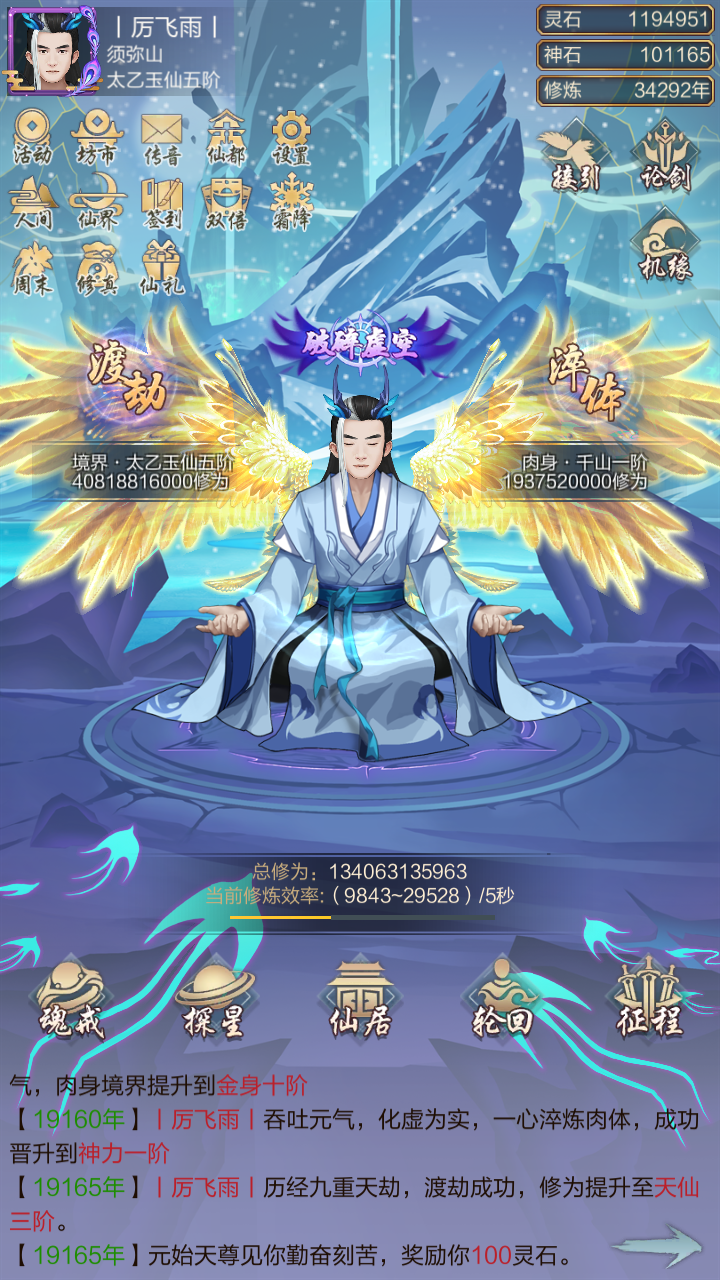 丨厉飞雨丨
须弥山
太乙玉仙五阶
灵石 1194951
神石 101165
修炼 34292年
活动 坊市 传音 仙都 设置
人间 仙界 签到 双倍 霜降
周末 修真 仙礼
接引 论剑
机缘
破碎虚空
渡劫
淬体
境界·太乙玉仙五阶
40818816000修为
肉身·千山一阶
1937520000修为
总修为：134063135963
当前修炼效率:（9843~29528）/5秒
魂戒 探星 仙居 轮回 征程
气，肉身境界提升到金身十阶
【19160年】丨厉飞雨丨吞吐元气，化虚为实，一心淬炼肉体，成功
晋升到神力一阶
【19165年】丨厉飞雨丨历经九重天劫，渡劫成功，修为提升至天仙
三阶。
【19165年】元始天尊见你勤奋刻苦，奖励你100灵石。